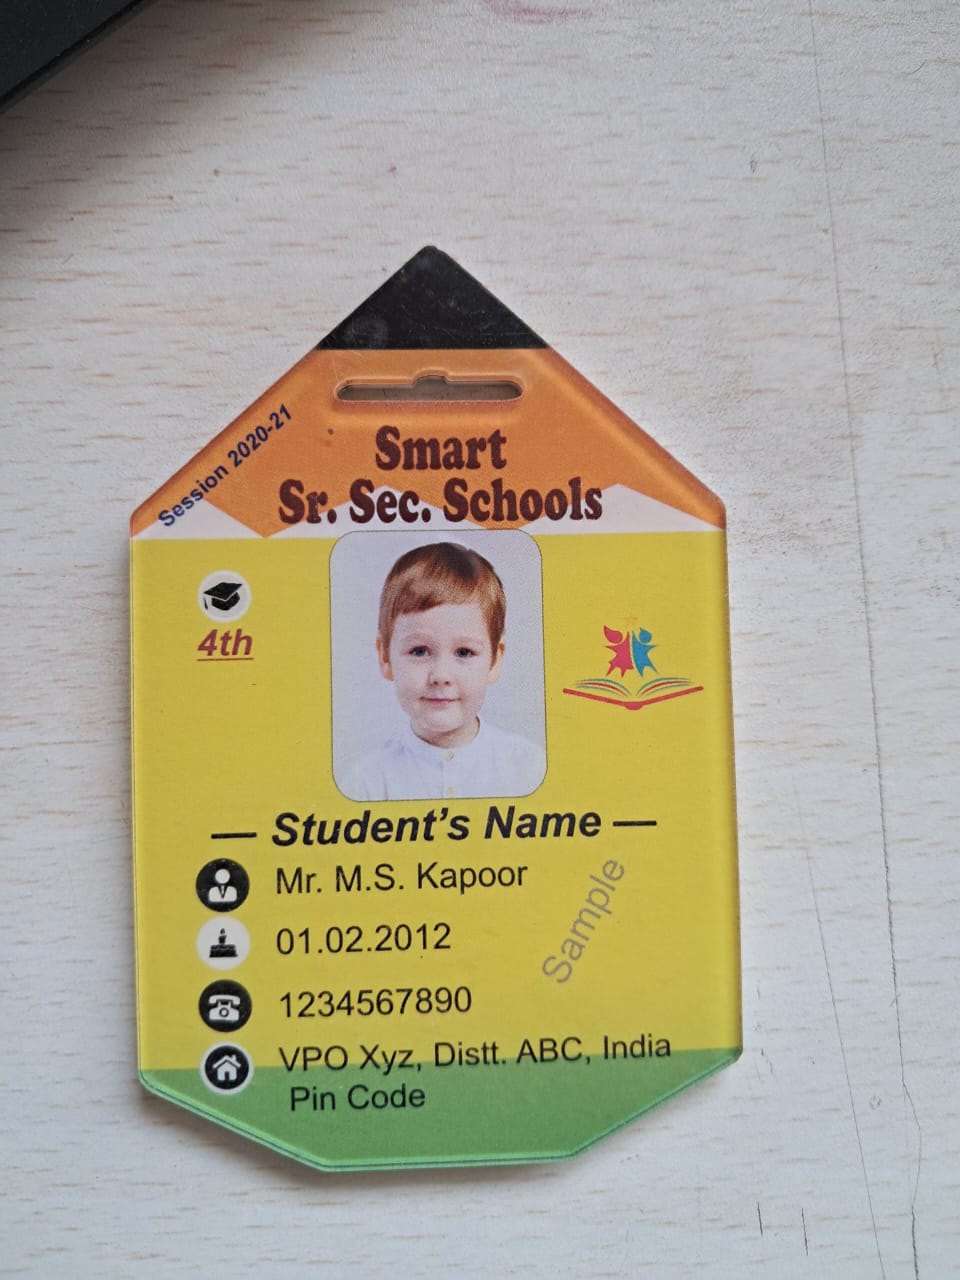 Session 2020-21
Smart
Sr. Sec. Schools
4th
— Student's Name —
Mr. M.S. Kapoor
01.02.2012
Sample
1234567890
VPO Xyz, Distt. ABC, India
Pin Code